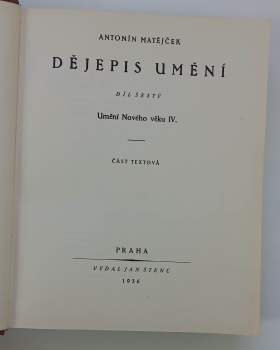 ANTONÍN MATĚJČEK
DĚJEPIS UMĚNÍ
DÍL ŠESTÝ
Umění Nového věku IV.
ČÁST TEXTOVÁ
PRAHA
VYDAL JAN ŠTENC
1936